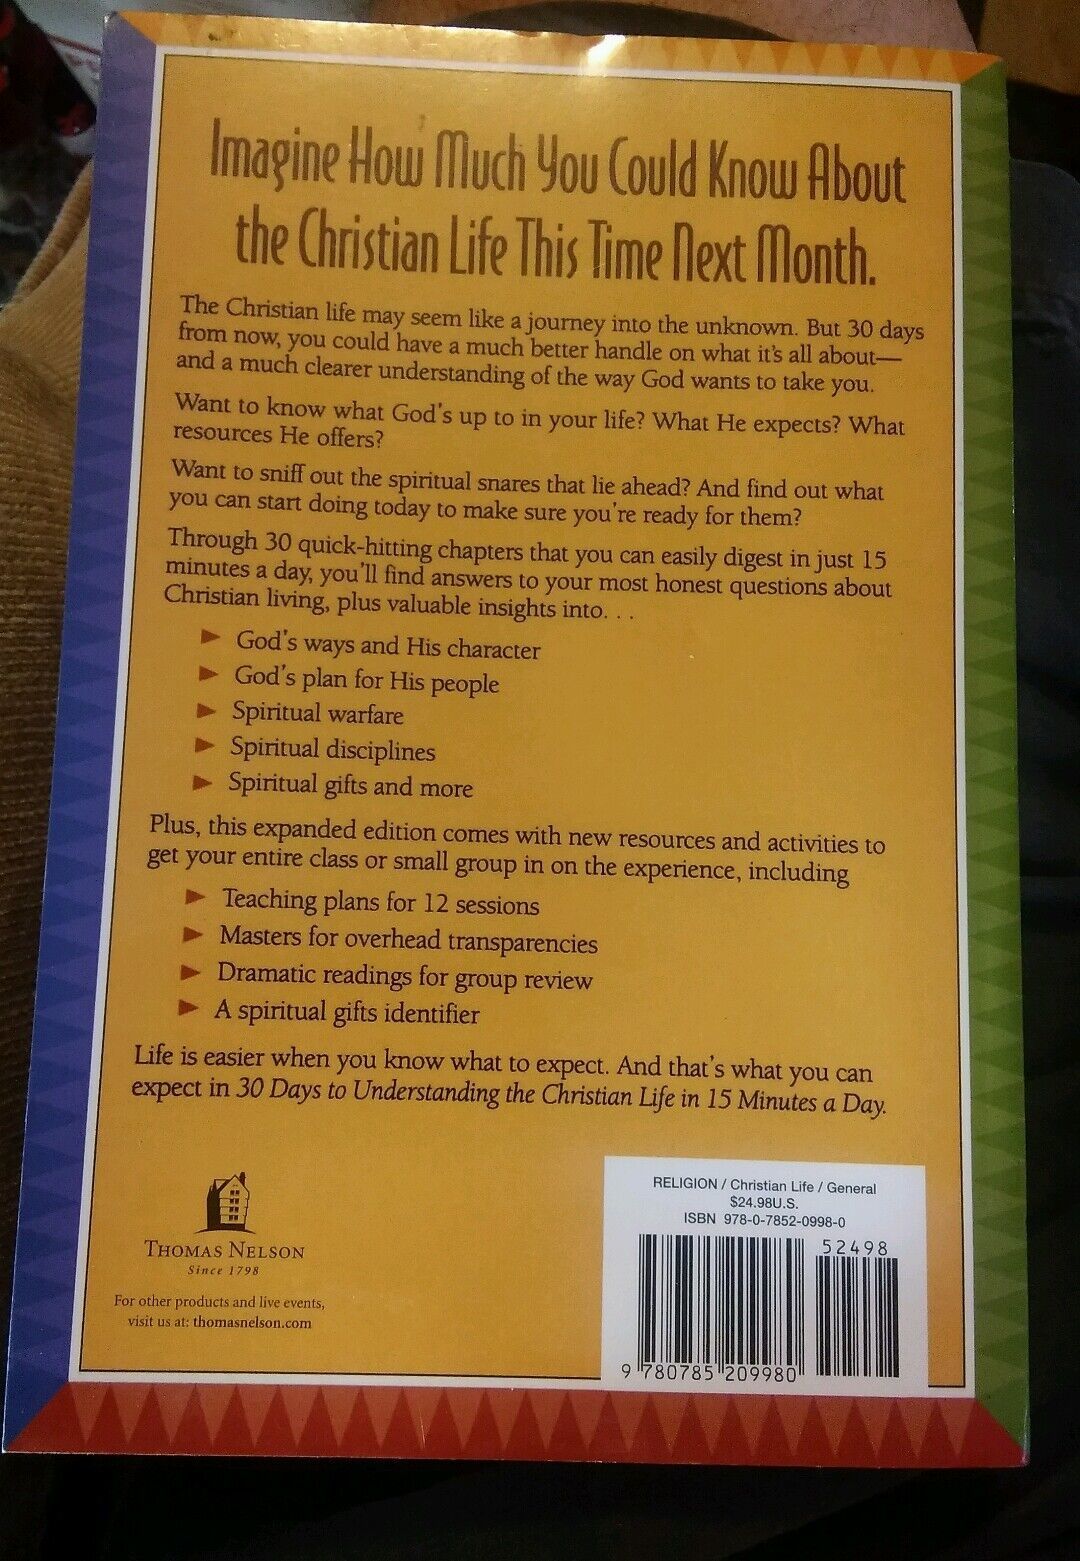 Imagine How Much You Could Know About
the Christian Life This Time Next Month.
The Christian life may seem like a journey into the unknown. But 30 days
from now, you could have a much better handle on what it's all about—
and a much clearer understanding of the way God wants to take you.
Want to know what God's up to in your life? What He expects? What
resources He offers?
Want to sniff out the spiritual snares that lie ahead? And find out what
you can start doing today to make sure you're ready for them?
Through 30 quick-hitting chapters that you can easily digest in just 15
minutes a day, you'll find answers to your most honest questions about
Christian living, plus valuable insights into. . .
► God's ways and His character
► God's plan for His people
► Spiritual warfare
► Spiritual disciplines
► Spiritual gifts and more
Plus, this expanded edition comes with new resources and activities to
get your entire class or small group in on the experience, including
► Teaching plans for 12 sessions
► Masters for overhead transparencies
► Dramatic readings for group review
► A spiritual gifts identifier
Life is easier when you know what to expect. And that's what you can
expect in 30 Days to Understanding the Christian Life in 15 Minutes a Day.
THOMAS NELSON
Since 1798
For other products and live events,
visit us at: thomasnelson.com
RELIGION / Christian Life / General
$24.98U.S.
ISBN 978-0-7852-0998-0
52498
9 780785 209980